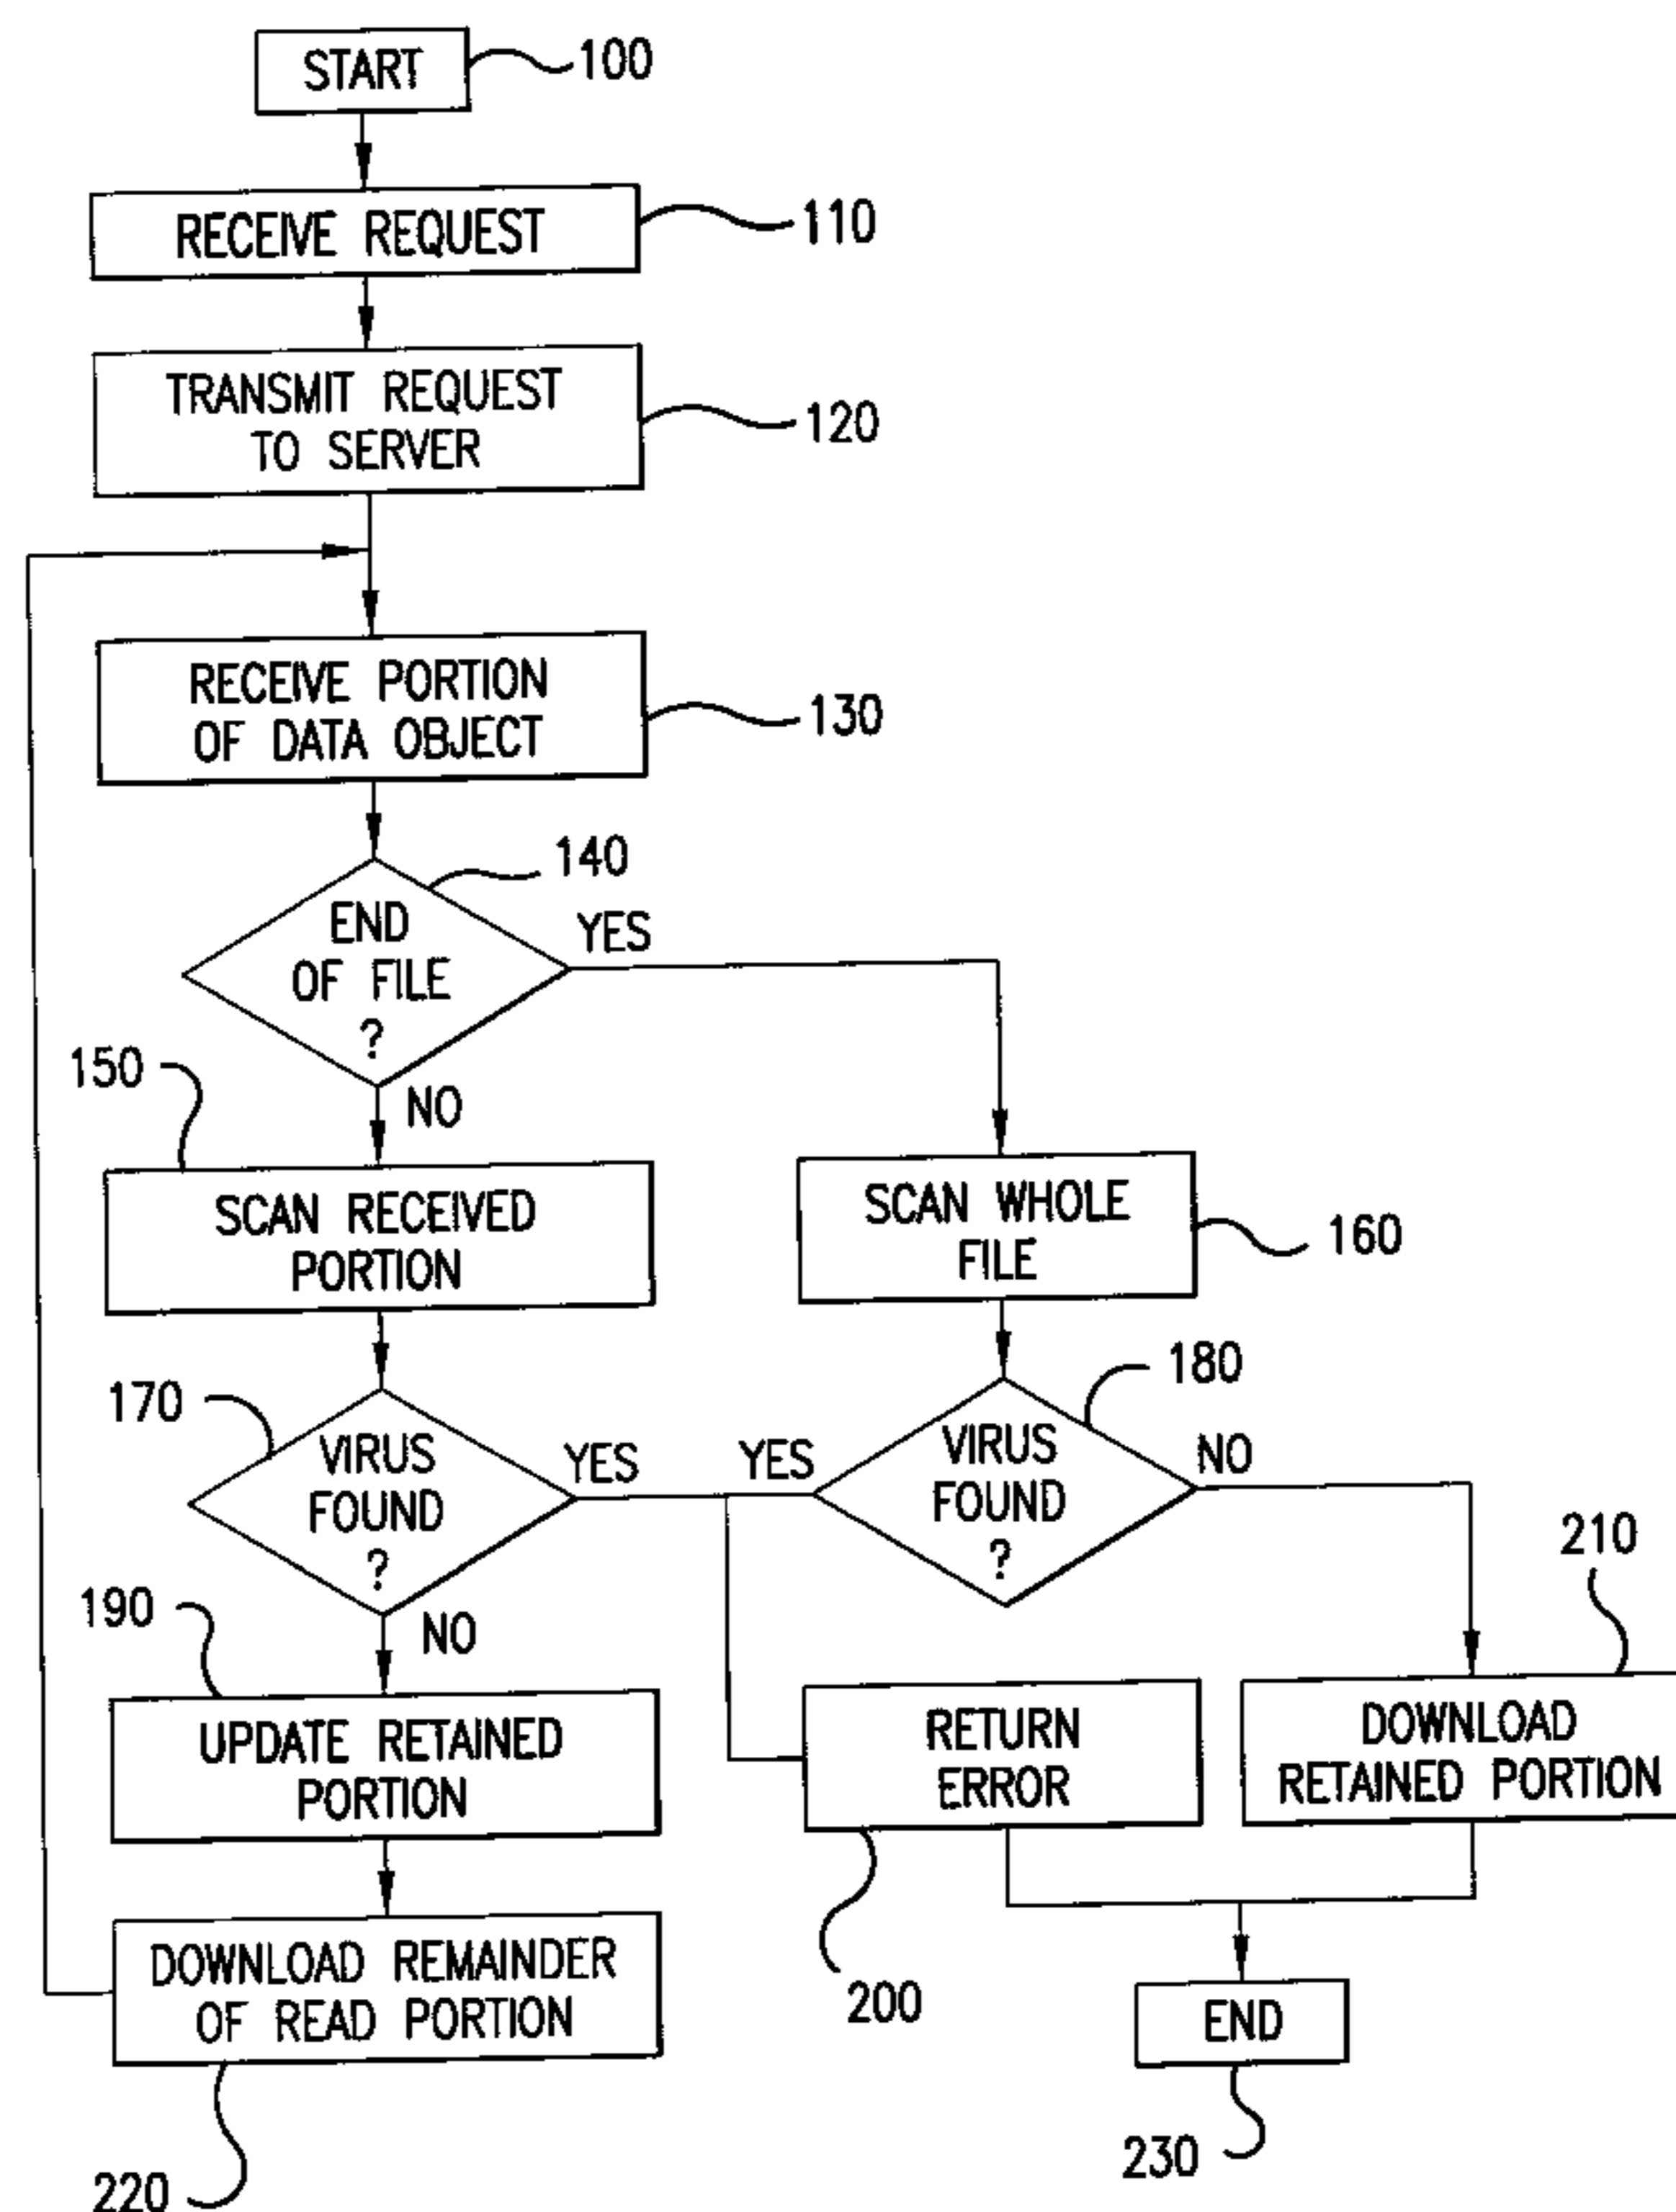 START
100
RECEIVE REQUEST
110
TRANSMIT REQUEST
TO SERVER
120
RECEIVE PORTION
OF DATA OBJECT
130
140
END
OF FILE
?
YES
NO
150
SCAN RECEIVED
PORTION
SCAN WHOLE
FILE
160
170
VIRUS
FOUND
?
YES
NO
180
VIRUS
FOUND
?
YES
NO
190
UPDATE RETAINED
PORTION
RETURN
ERROR
200
210
DOWNLOAD
RETAINED PORTION
DOWNLOAD REMAINDER
OF READ PORTION
220
END
230